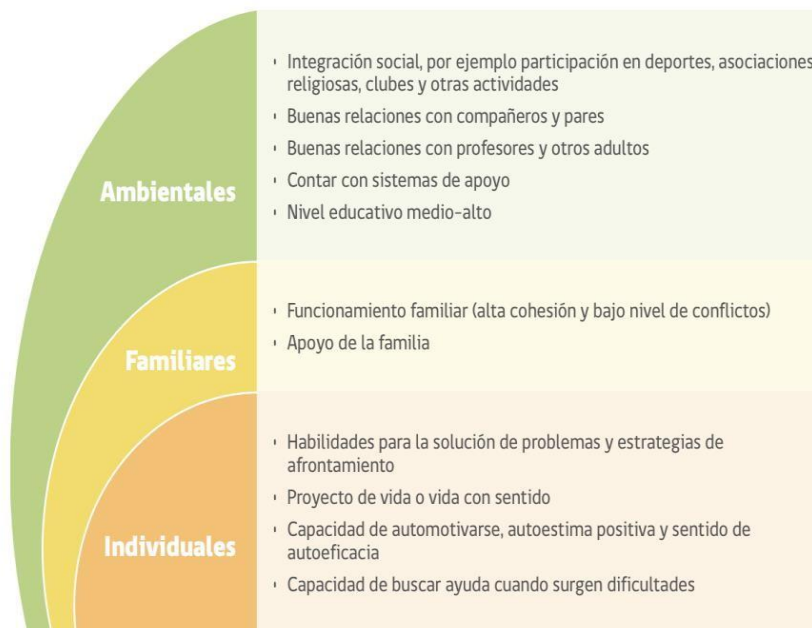 Ambientales
· Integración social, por ejemplo participación en deportes, asociaciones
religiosas, clubes y otras actividades
· Buenas relaciones con compañeros y pares
· Buenas relaciones con profesores y otros adultos
· Contar con sistemas de apoyo
· Nivel educativo medio-alto
Familiares
· Funcionamiento familiar (alta cohesión y bajo nivel de conflictos)
· Apoyo de la familia
Individuales
· Habilidades para la solución de problemas y estrategias de
afrontamiento
· Proyecto de vida o vida con sentido
· Capacidad de automotivarse, autoestima positiva y sentido de
autoeficacia
· Capacidad de buscar ayuda cuando surgen dificultades